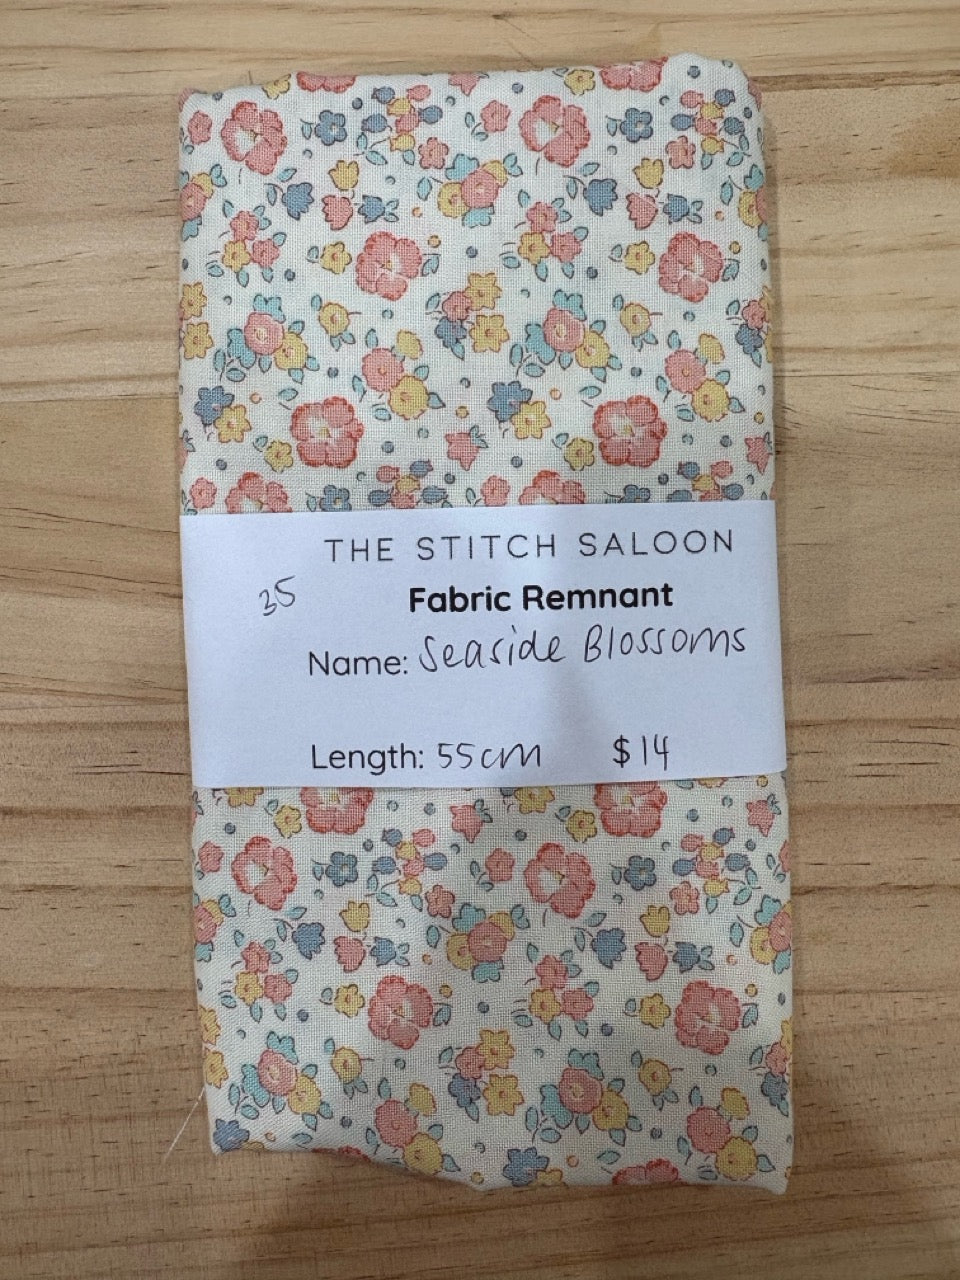 THE STITCH SALOON
35
Fabric Remnant
Name: Seaside Blossoms
Length: 55cm $14